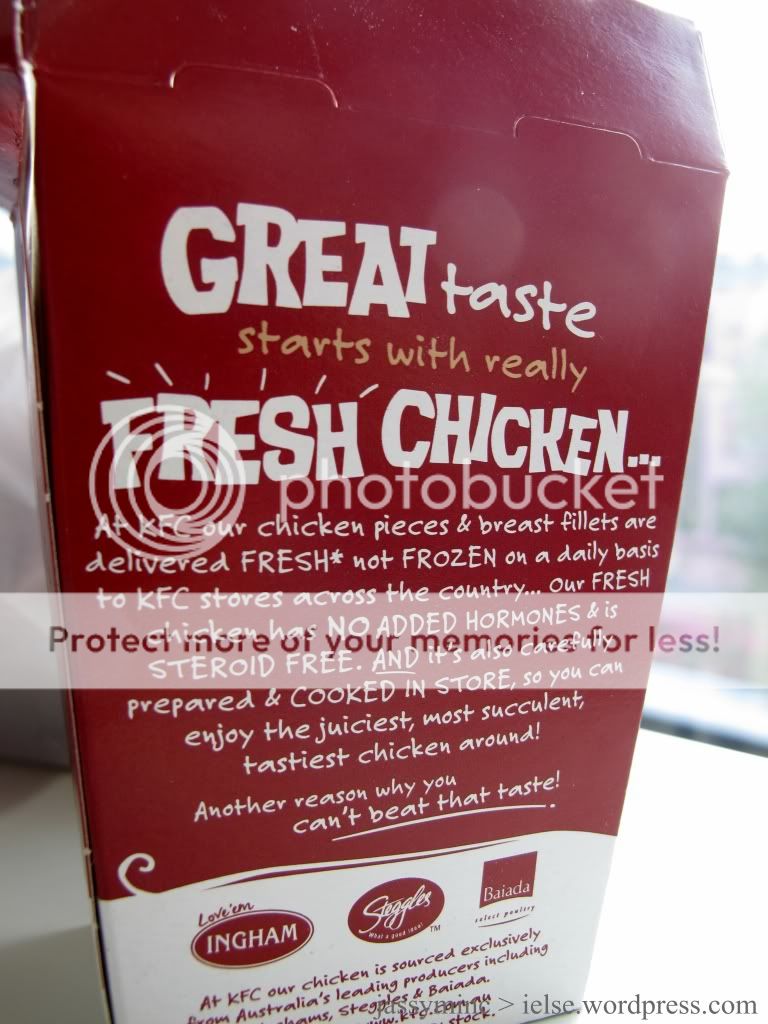 GREAT taste
starts with really
FRESH CHICKEN...
photobucket
At KFC our chicken pieces & breast fillets are
delivered FRESH* not FROZEN on a daily basis
to KFC stores across the country... our FRESH
Protect more of your memories for less!
chicken has NO ADDED HORMONES & is
STEROID FREE. AND it's also carefully
prepared & COOKED IN STORE, so you can
enjoy the juiciest, most succulent,
tastiest chicken around!
Another reason why you
can't beat that taste!
Love'em
INGHAM
Steggles
What a good idea!
TM
Baiada
select poultry
At KFC our chicken is sourced exclusively
from Australia's leading producers including
Steggles & Baiada.
stock.
> ielse.wordpress.com